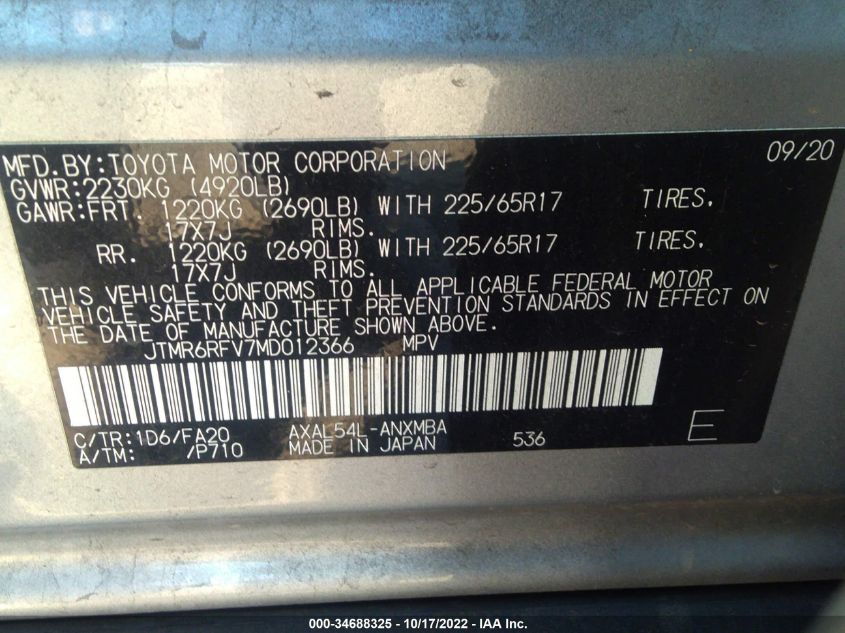 MFD.BY:TOYOTA MOTOR CORPORATION 09/20
GVWR:2230KG (4920LB)
GAWR:FRT. 1220KG (2690LB) WITH 225/65R17 TIRES.
17X7J RIMS.
RR. 1220KG (2690LB) WITH 225/65R17 TIRES.
17X7J RIMS.
THIS VEHICLE CONFORMS TO ALL APPLICABLE FEDERAL MOTOR
VEHICLE SAFETY AND THEFT PREVENTION STANDARDS IN EFFECT ON
THE DATE OF MANUFACTURE SHOWN ABOVE.
JTMR6RFV7MD012366 MPV
C/TR:1D6/FA20 AXAL54L-ANXMBA
A/TM: /P710 MADE IN JAPAN 536 E
000-34688325 - 10/17/2022 - IAA Inc.